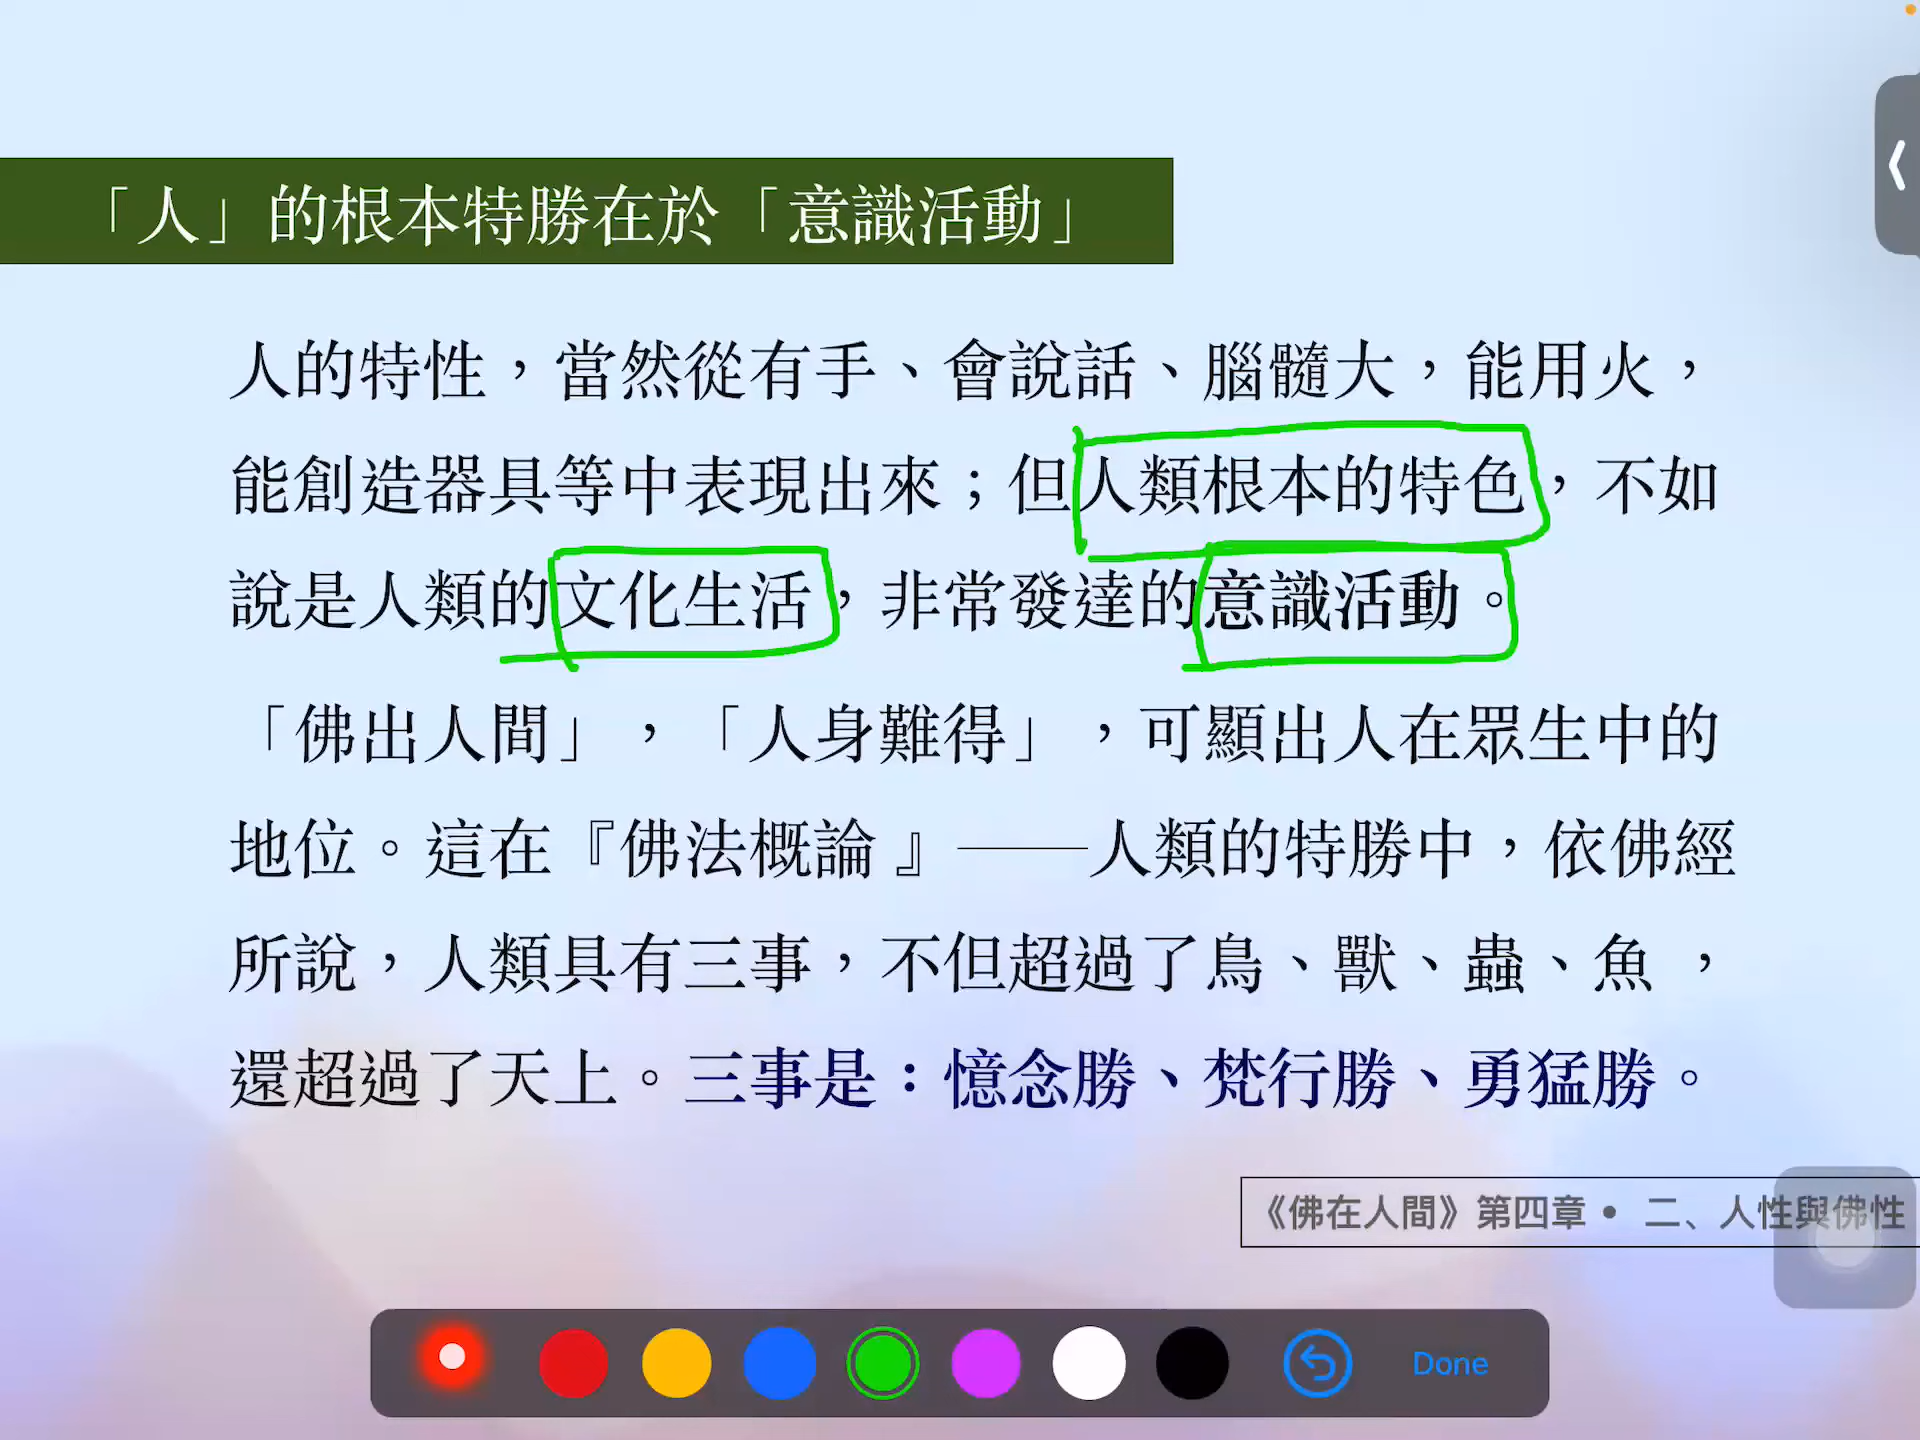 「人」的根本特勝在於「意識活動」
人的特性，當然從有手、會說話、腦髓大，能用火，
能創造器具等中表現出來；但人類根本的特色，不如
說是人類的文化生活，非常發達的意識活動。
「佛出人間」，「人身難得」，可顯出人在眾生中的
地位。這在『佛法概論 』——人類的特勝中，依佛經
所說，人類具有三事，不但超過了鳥、獸、蟲、魚 ，
還超過了天上。三事是：憶念勝、梵行勝、勇猛勝。
《佛在人間》第四章 • 二、人性與佛性
Done